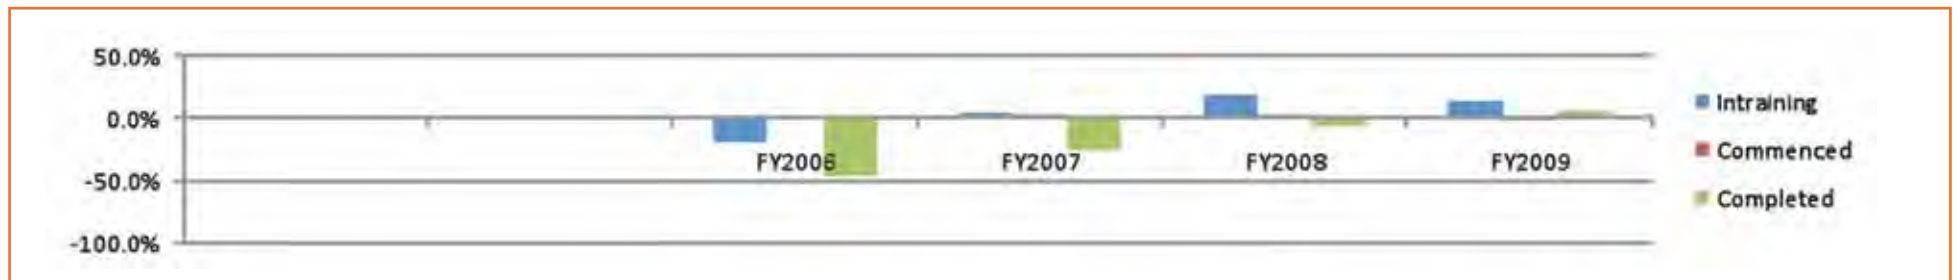 50.0%
0.0%
-50.0%
-100.0%
FY2006
FY2007
FY2008
FY2009
Intraining
Commenced
Completed